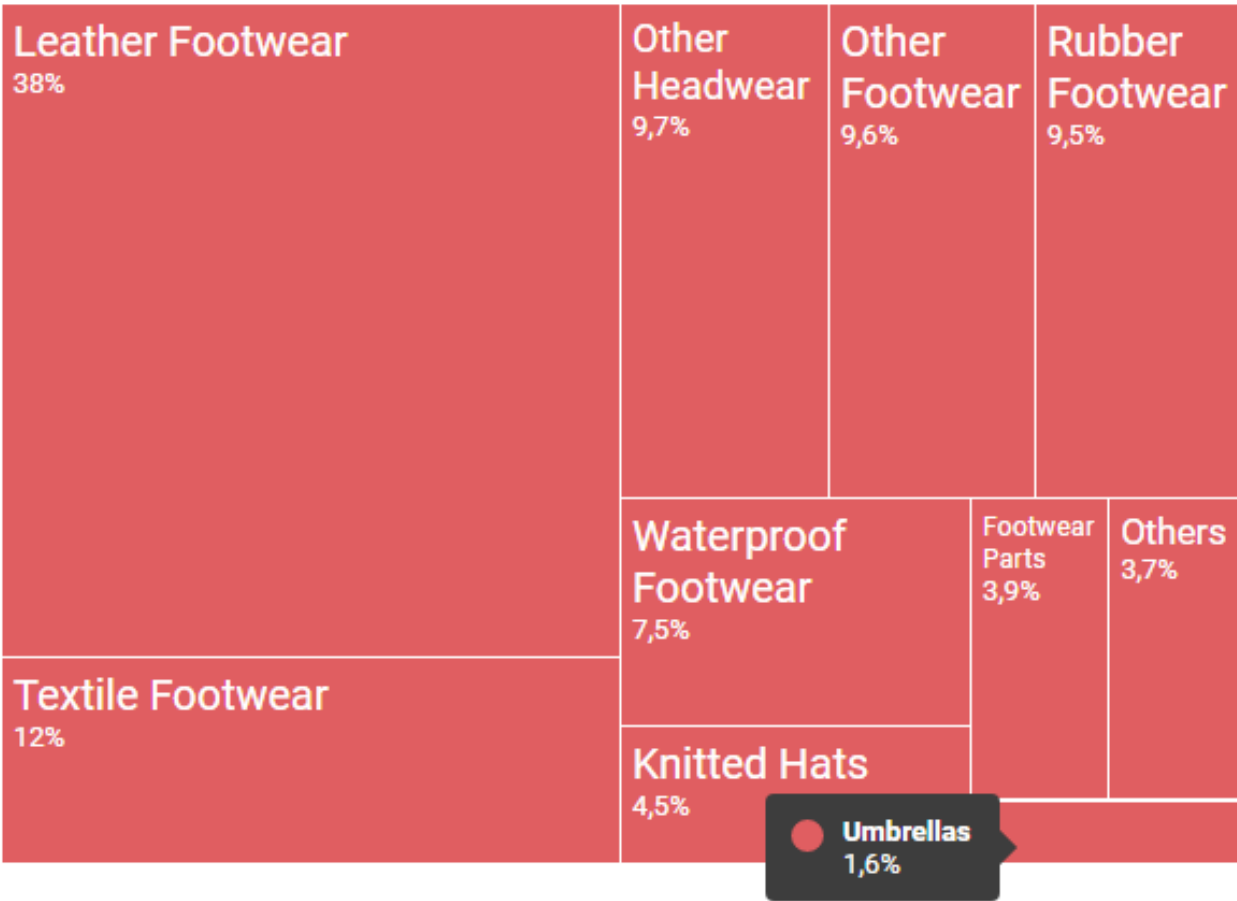 Leather Footwear
38%
Textile Footwear
12%
Other
Headwear
9,7%
Other
Footwear
9,6%
Rubber
Footwear
9,5%
Waterproof
Footwear
7,5%
Knitted Hats
4,5%
Footwear
Parts
3,9%
Others
3,7%
Umbrellas
1,6%